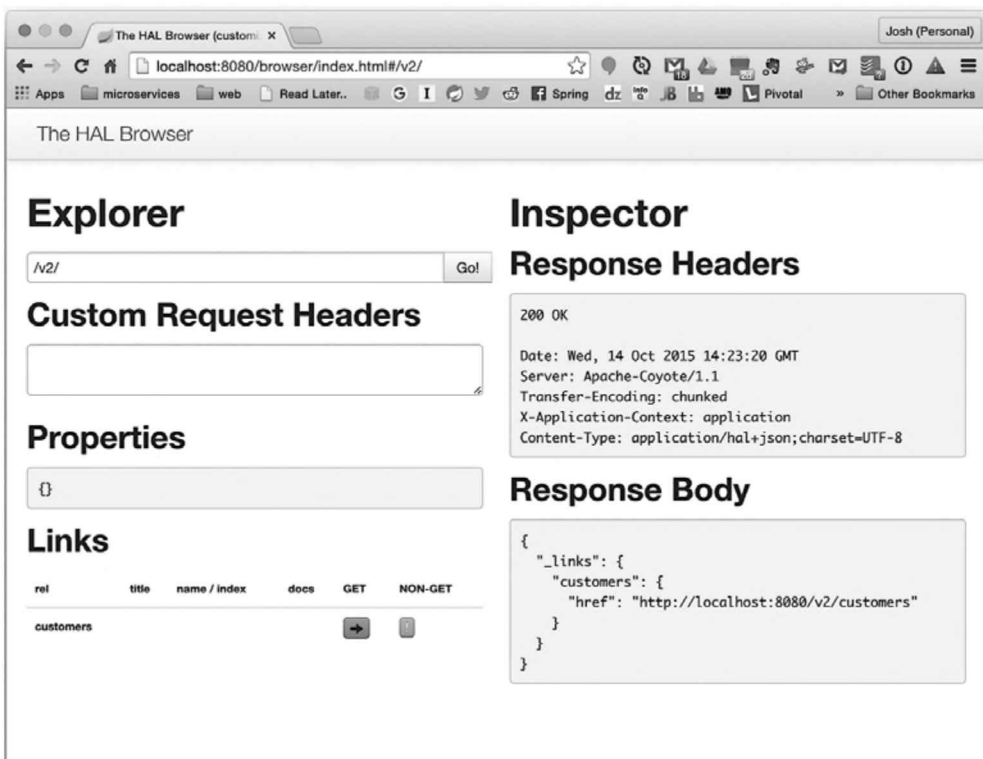 The HAL Browser (customi
Josh (Personal)
localhost:8080/browser/index.html#/v2/
Apps microservices web Read Later.. Spring Pivotal » Other Bookmarks
The HAL Browser
Explorer
/v2/
Go!
Custom Request Headers
Properties
{}
Links
rel title name / index docs GET NON-GET
customers
Inspector
Response Headers
200 OK
Date: Wed, 14 Oct 2015 14:23:20 GMT
Server: Apache-Coyote/1.1
Transfer-Encoding: chunked
X-Application-Context: application
Content-Type: application/hal+json;charset=UTF-8
Response Body
{
"_links": {
"customers": {
"href": "http://localhost:8080/v2/customers"
}
}
}